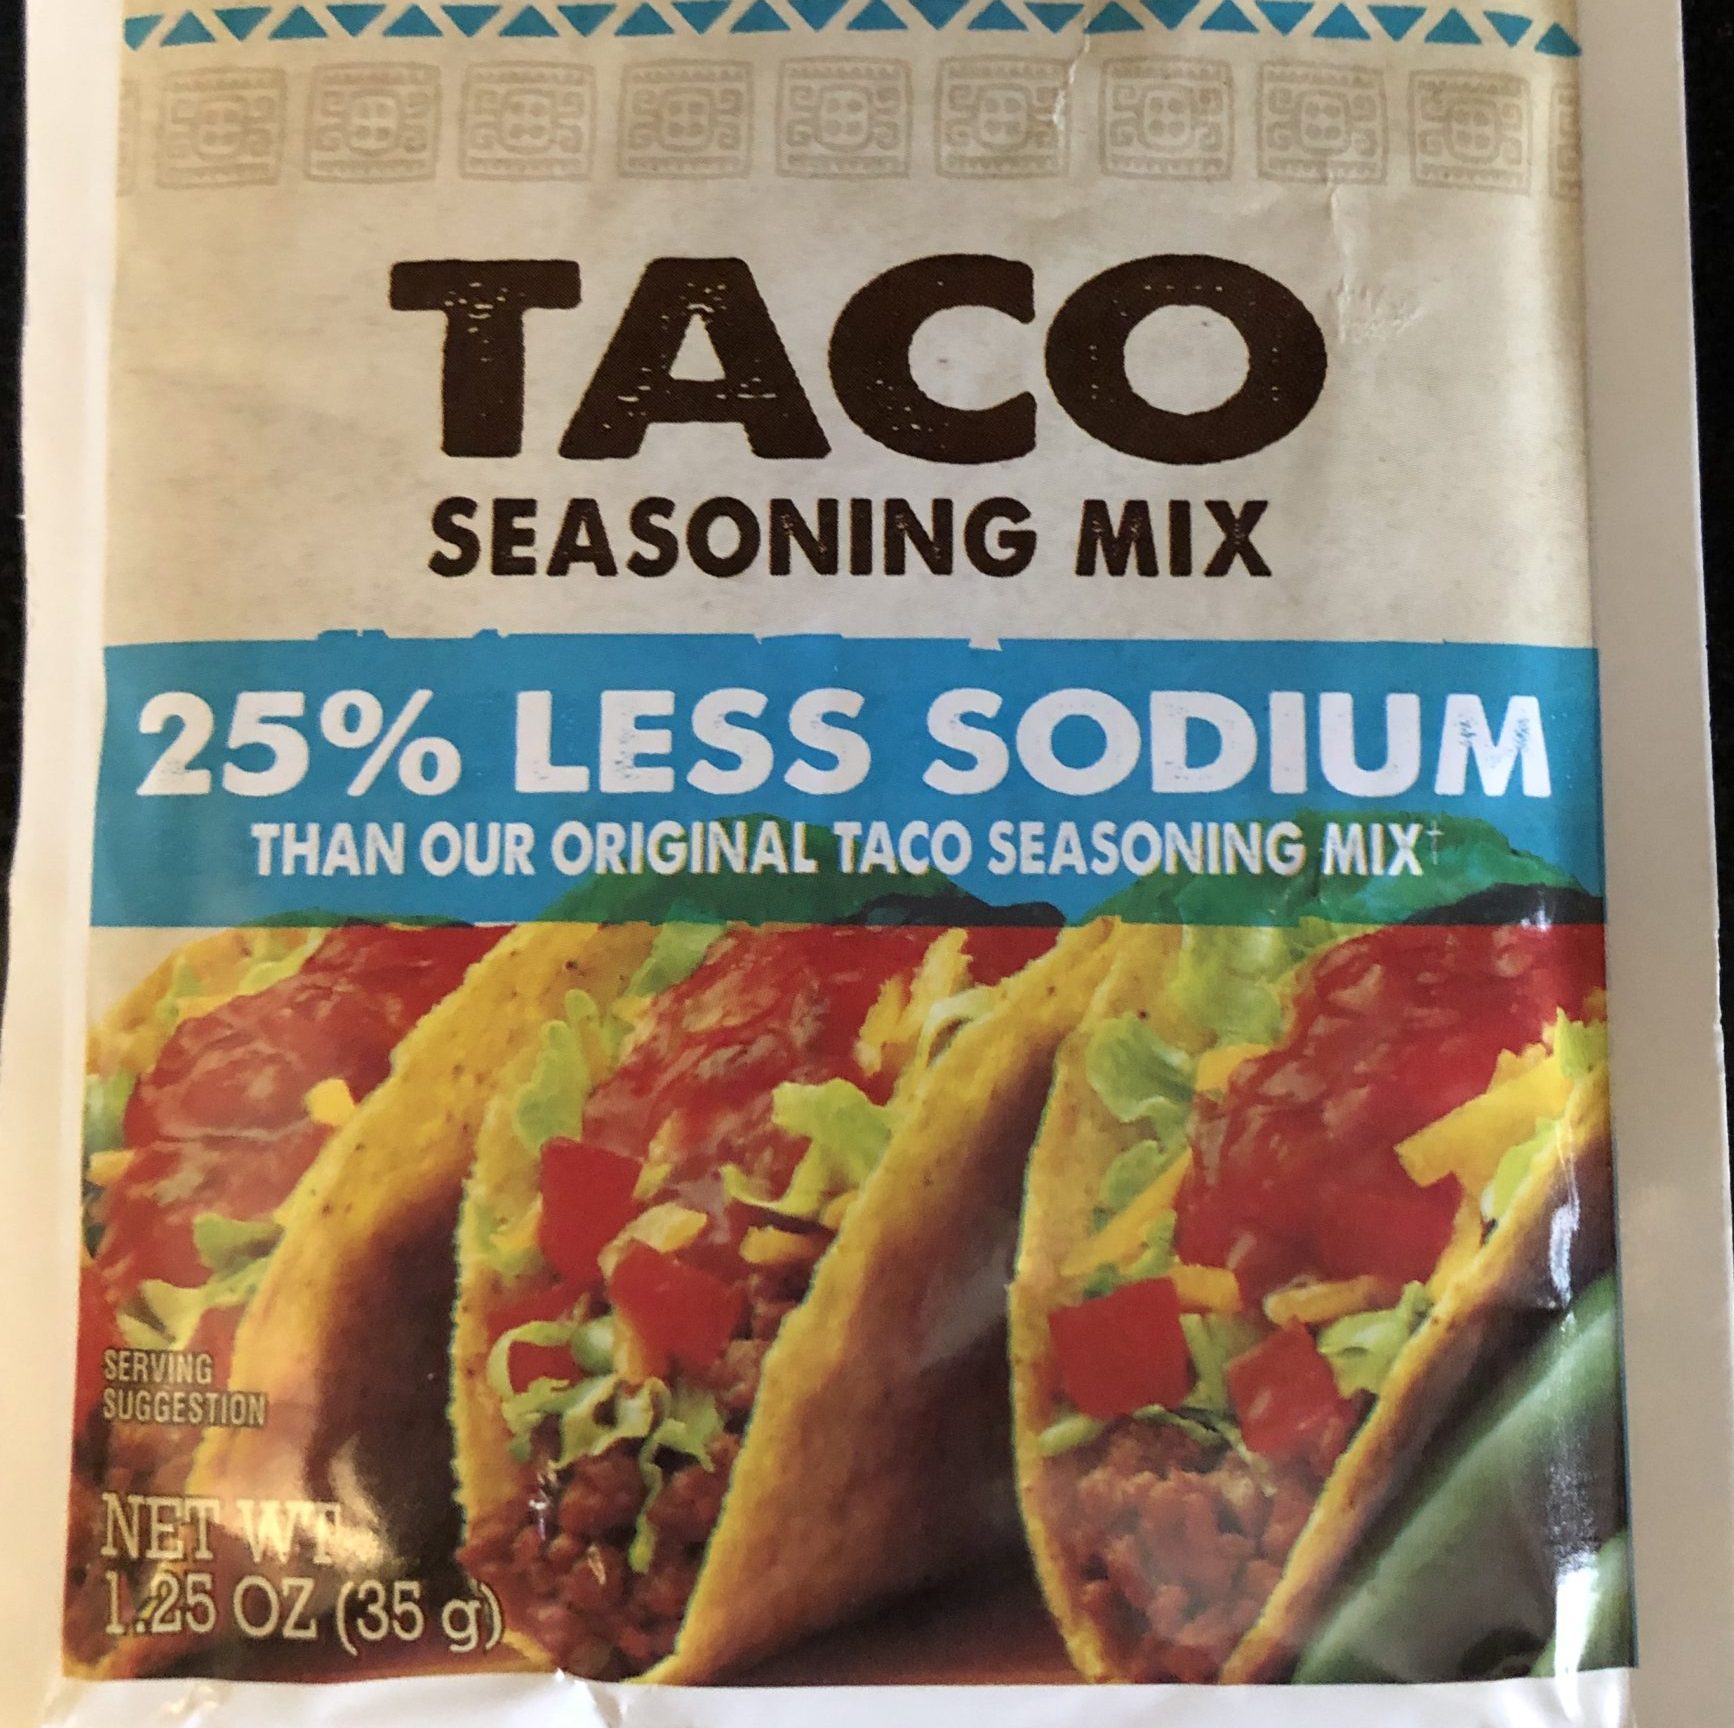 TACO
SEASONING MIX
25% LESS SODIUM
THAN OUR ORIGINAL TACO SEASONING MIX†
SERVING
SUGGESTION
NET WT
1.25 OZ (35 g)